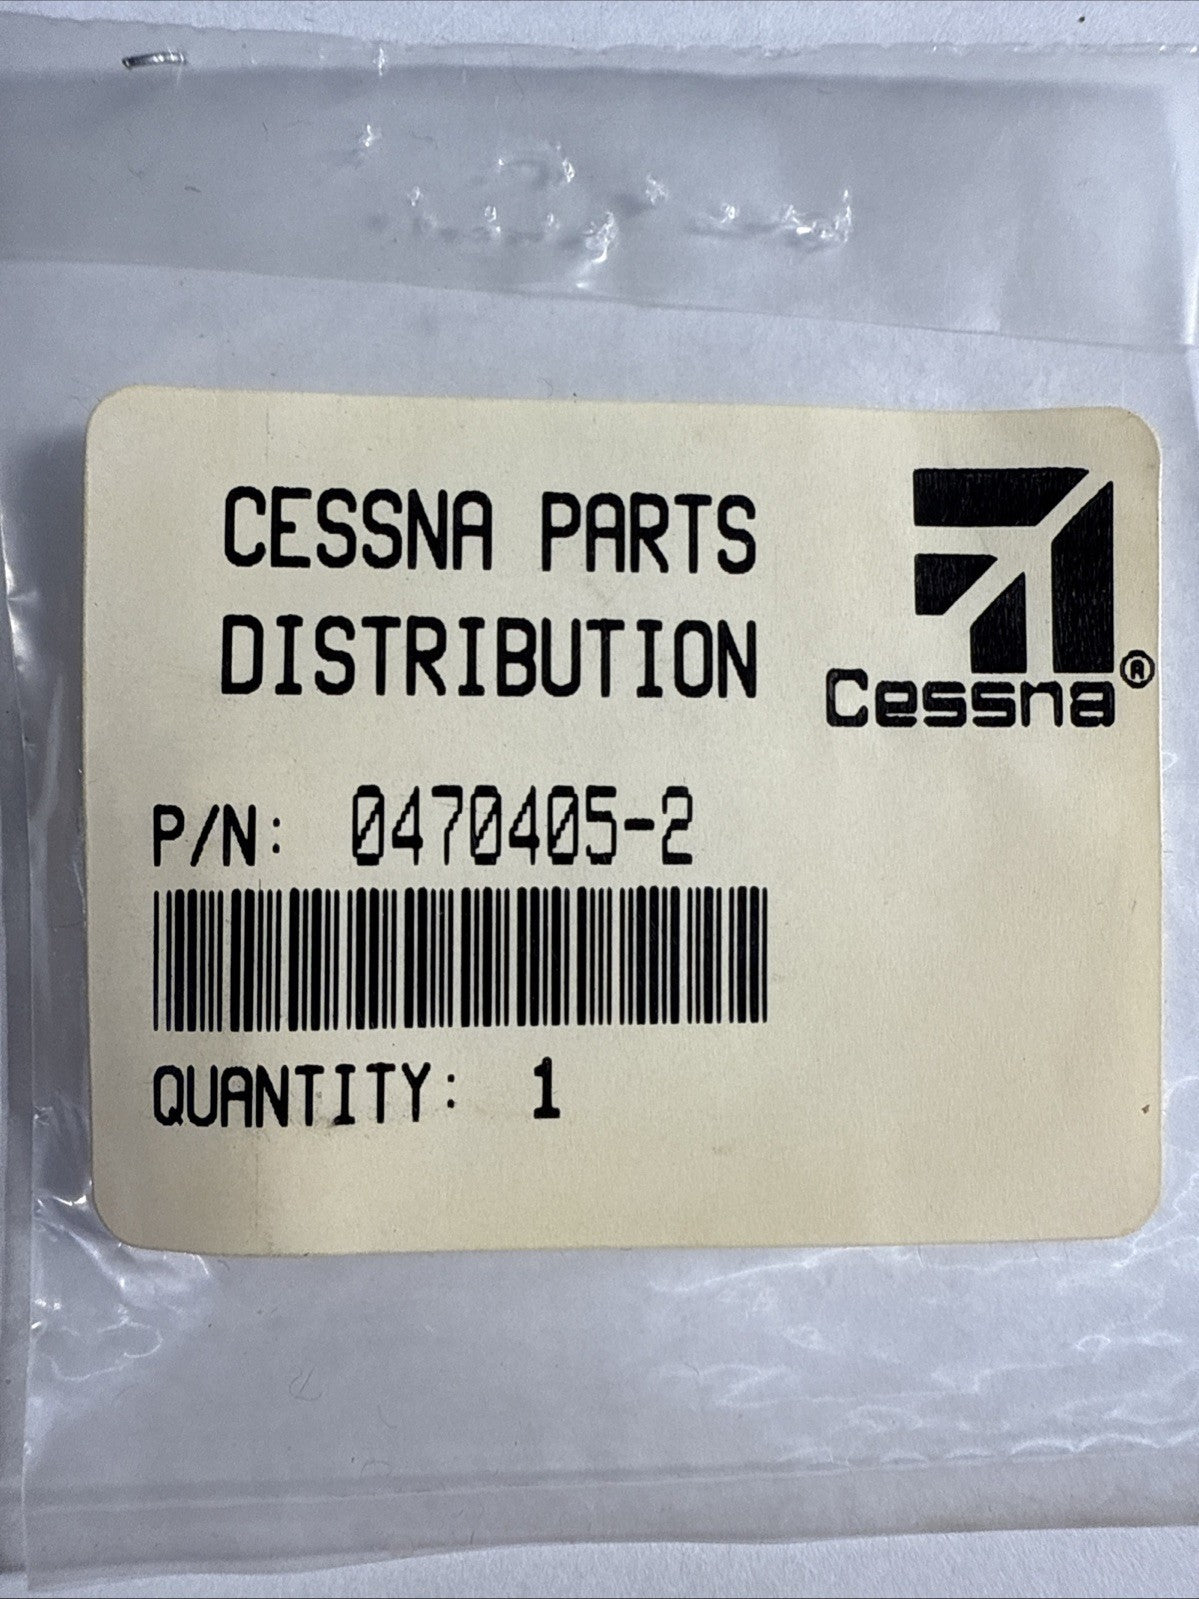 CESSNA PARTS
DISTRIBUTION
Cessna®
P/N: 0470405-2
QUANTITY: 1